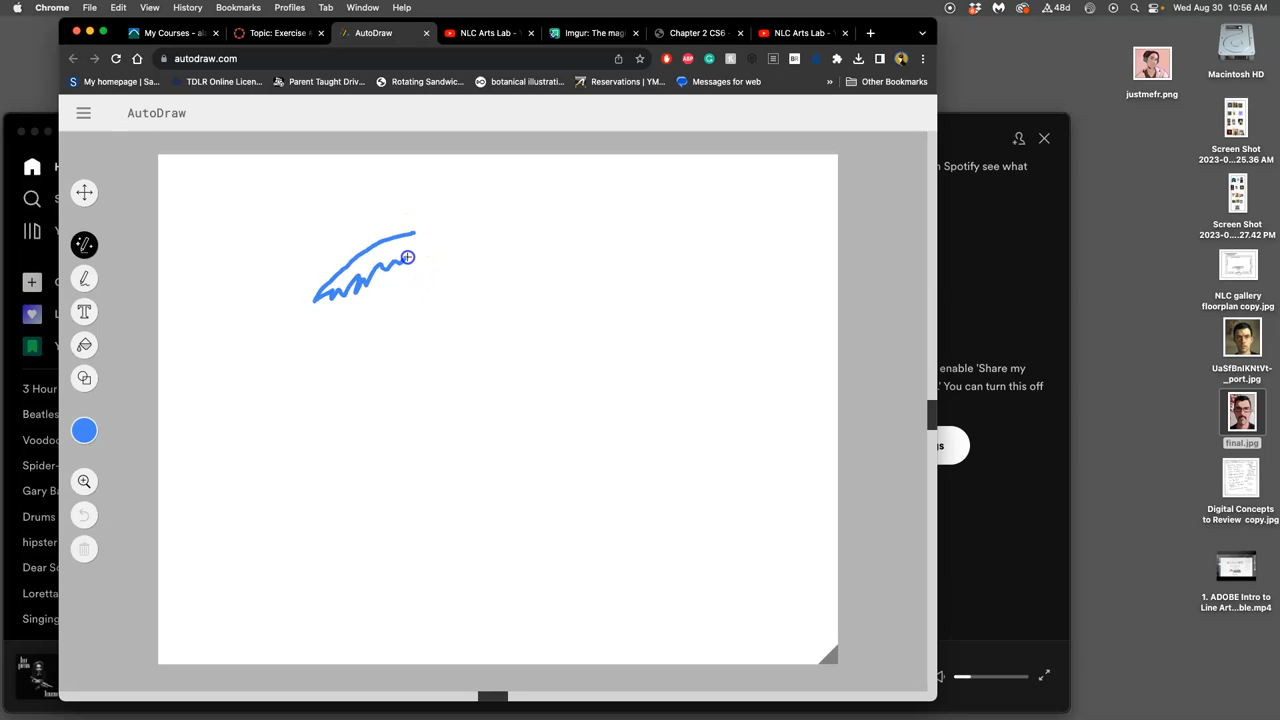 Chrome File Edit View History Bookmarks Profiles Tab Window Help 48d Wed Aug 30 10:56 AM
My Courses - ala Topic: Exercise & AutoDraw NLC Arts Lab - Imgur: The mag Chapter 2 CS6 - NLC Arts Lab -
autodraw.com
My homepage | Sa... TDLR Online Licen... Parent Taught Driv... Rotating Swordtac... botanical illustrati... Reservations | YM... Messages for web » Other Bookmarks
AutoDraw
n Spotify see what
enable 'Share my
.' You can turn this off
gs
3 Hour
Beatles
Voodoo
Spider-
Gary Ba
Drums
hipster
Dear So
Loretta
Singing
justmefr.png
Macintosh HD
Screen Shot
2023-0....25.36 AM
Screen Shot
2023-0....27.42 PM
NLC gallery
floorplan copy.jpg
UaSfBnIKNtVt-
_port.jpg
final.jpg
Digital Concepts
to Review copy.jpg
1. ADOBE Intro to
Line Art...ble.mp4